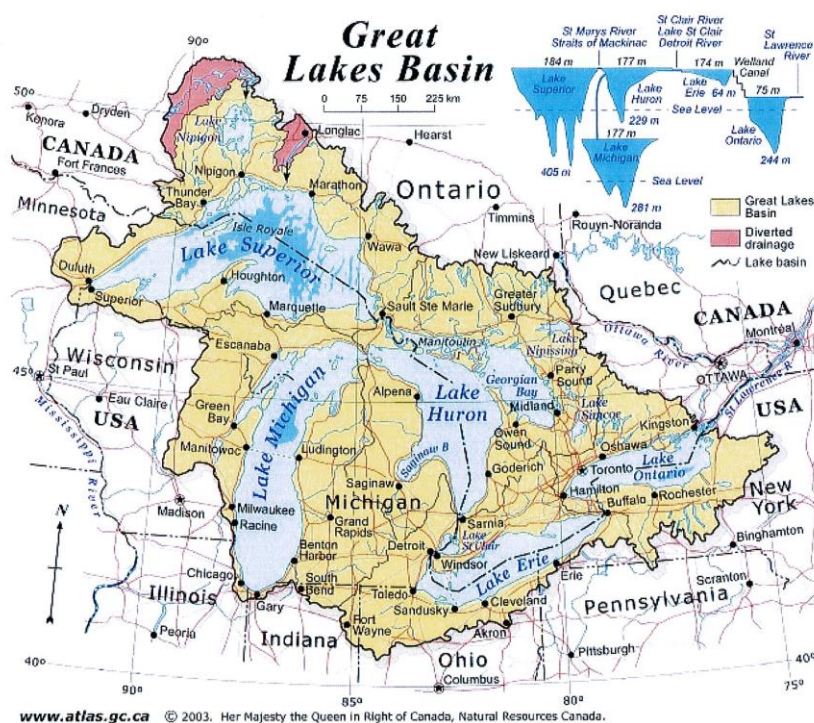 Great
Lakes Basin
0 75 150 225 km
90°
50°
St Marys River
Straits of Mackinac
St Clair River
Lake St Clair
Detroit River
St
Lawrence
River
184 m
177 m
174 m
Welland
Canal
Lake
Superior
Lake
Huron
Lake
Erie 64 m
75 m
229 m
Sea Level
177 m
Lake
Michigan
Lake
Ontario
244 m
405 m
Sea Level
281 m
Great Lakes
Basin
Diverted
drainage
Lake basin
Kenora
Dryden
CANADA
Fort Frances
Lake
Nipigon
Longlac
Hearst
Nipigon
Thunder
Bay
Marathon
Ontario
Timmins
Rouyn-Noranda
Minnesota
Isle Royale
Lake Superior
Wawa
New Liskeard
Quebec
Duluth
Superior
Houghton
Marquette
Sault Ste Marie
Greater
Sudbury
Ottawa River
CANADA
Montréal
Wisconsin
45°
St Paul
Eau Claire
USA
Mississippi
River
Escanaba
Manitoulin
I
Lake
Nipissing
Parry
Sound
OTTAWA
St Lawrence R
USA
Green
Bay
Manitowoc
Lake Michigan
Ludington
Alpena
Lake
Huron
Georgian
Bay
Midland
Lake
Simcoe
Owen
Sound
Kingston
Oshawa
Lake
Ontario
Saginaw B
Goderich
Toronto
Saginaw
Michigan
Hamilton
Buffalo
Rochester
New
York
N
Madison
Milwaukee
Racine
Grand
Rapids
Sarnia
Lake
St Clair
Detroit
Windsor
Lake Erie
Erie
Binghamton
Benton
Harbor
Chicago
South
Bend
Toledo
Scranton
Illinois
Gary
Sandusky
Cleveland
Pennsylvania
Peoria
Indiana
Fort
Wayne
Akron
Pittsburgh
Ohio
Columbus
40°
40°
90°
85°
80°
75°
www.atlas.gc.ca © 2003. Her Majesty the Queen in Right of Canada, Natural Resources Canada.